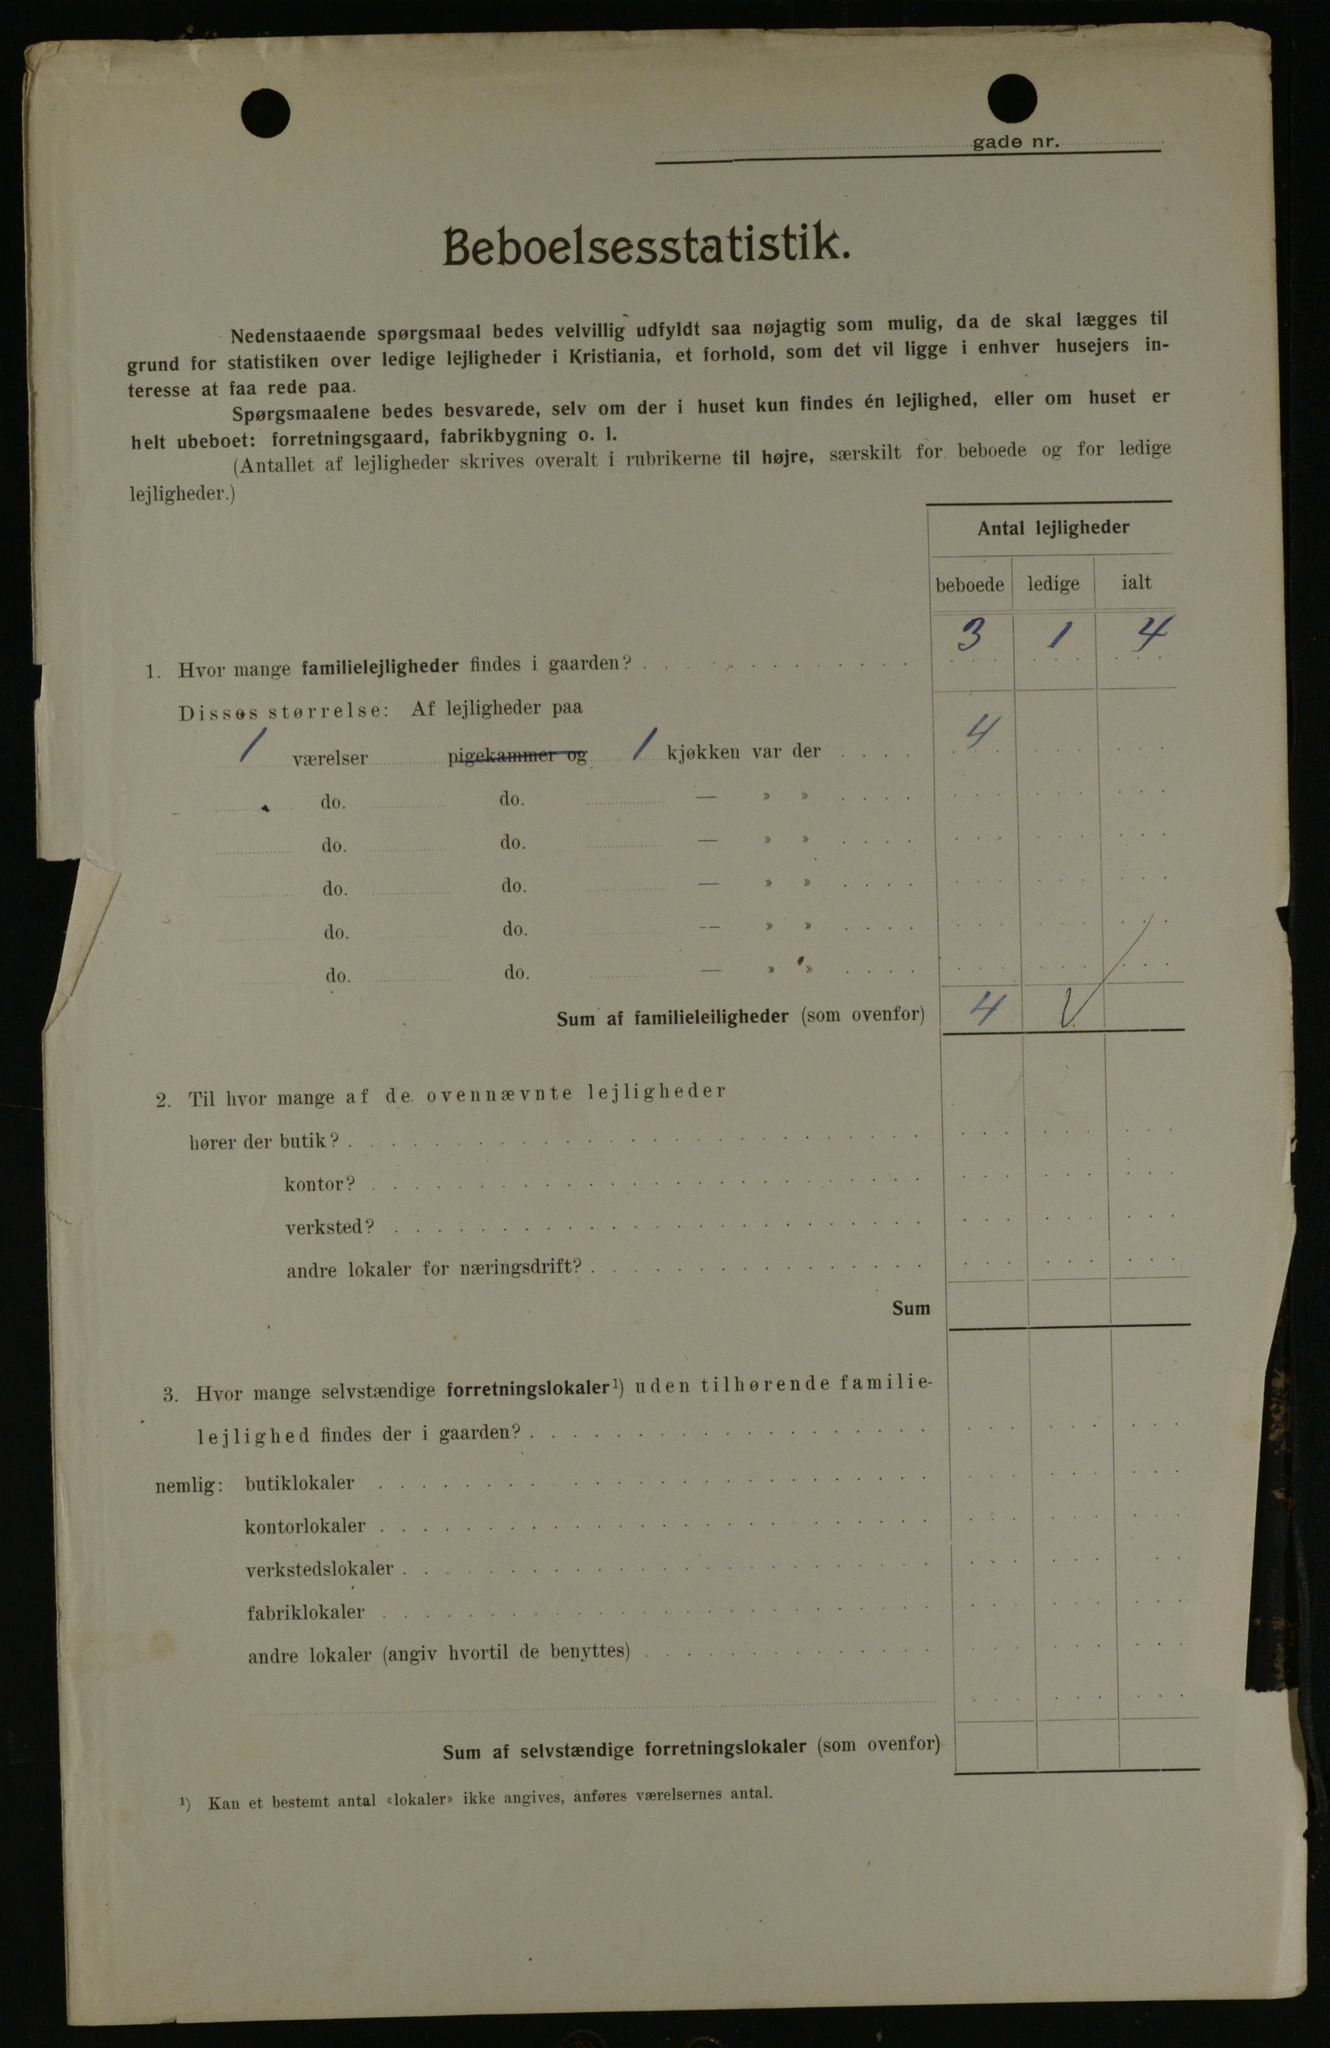 gade nr.
Beboelsesstatistik.
Nedenstaaende spørgsmaal bedes velvillig udfyldt saa nøjagtig som mulig, da de skal lægges til
grund for statistiken over ledige lejligheder i Kristiania, et forhold, som det vil ligge i enhver husejers in-
teresse at faa rede paa.
Spørgsmaalene bedes besvarede, selv om der i huset kun findes én lejlighed, eller om huset er
helt ubeboet: forretningsgaard, fabrikbygning o. l.
(Antallet af lejligheder skrives overalt i rubrikerne til højre, særskilt for beboede og for ledige
lejligheder.)
Antal lejligheder
beboede ledige ialt
1. Hvor mange familielejligheder findes i gaarden? 3 1 4
Disses størrelse: Af lejligheder paa
1 værelser pigekammer og 1 kjøkken var der 4
do. do. — » »
do. do. — » »
do. do. — » »
do. do. — » »
do. do. — » »
Sum af familieleiligheder (som ovenfor) 4
2. Til hvor mange af de ovennævnte lejligheder
hører der butik?
kontor?
verksted?
andre lokaler for næringsdrift?
Sum
3. Hvor mange selvstændige forretningslokaler¹) uden tilhørende familie-
lejlighed findes der i gaarden?
nemlig: butiklokaler
kontorlokaler
verkstedslokaler
fabriklokaler
andre lokaler (angiv hvortil de benyttes)
Sum af selvstændige forretningslokaler (som ovenfor)
¹) Kan et bestemt antal «lokaler» ikke angives, anføres værelsernes antal.